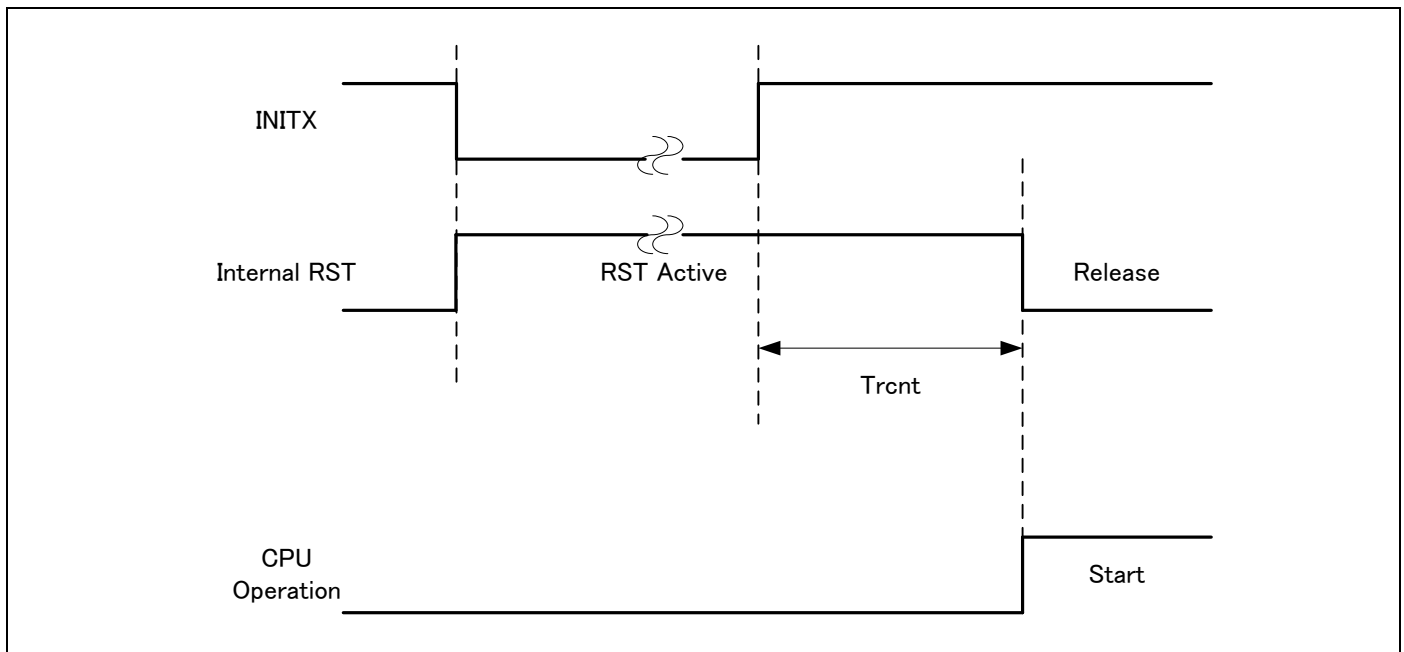 INITX
Internal RST
RST Active
Release
Trcnt
CPU
Operation
Start